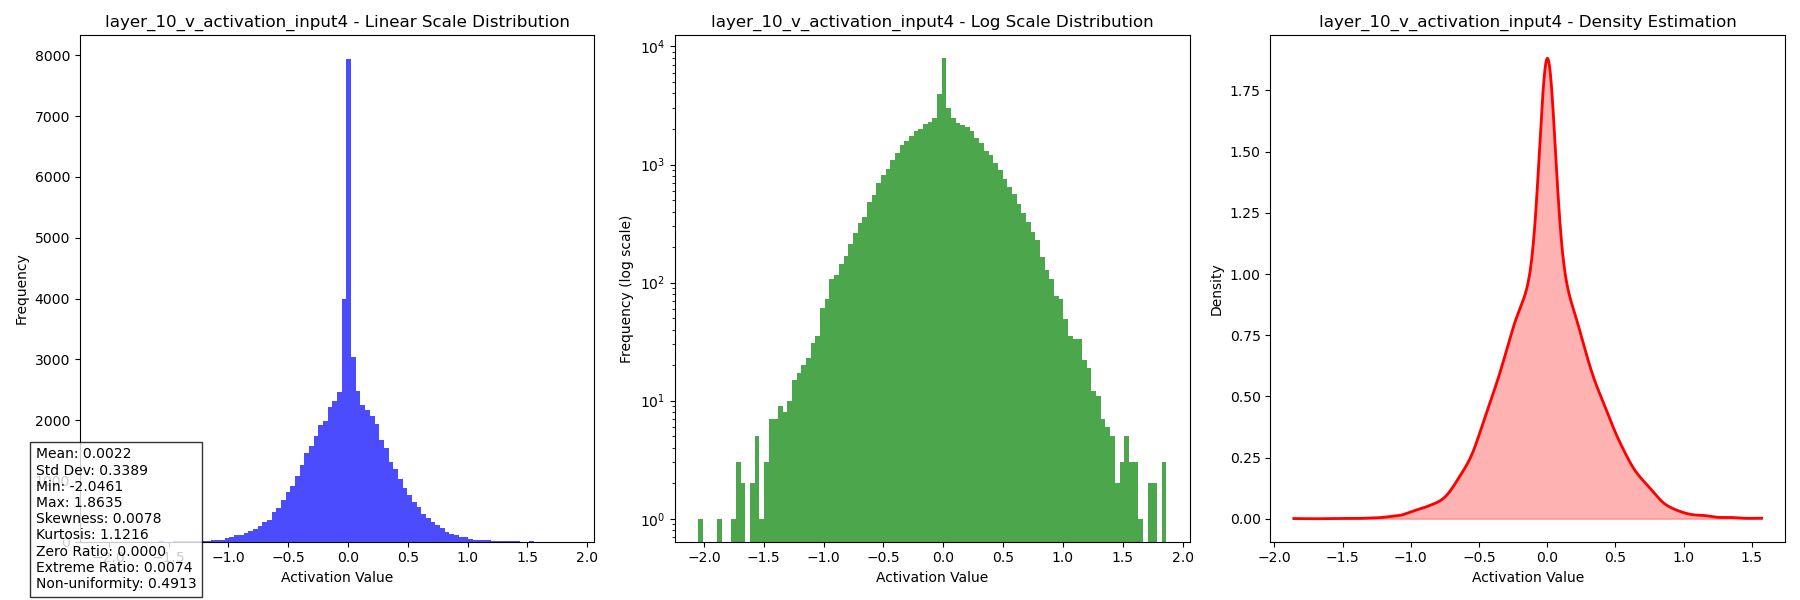 layer_10_v_activation_input4 - Linear Scale Distribution
8000
7000
6000
5000
4000
3000
2000
Frequency
−1.0
−0.5
0.0
0.5
1.0
1.5
2.0
Activation Value
Mean: 0.0022
Std Dev: 0.3389
Min: -2.0461
Max: 1.8635
Skewness: 0.0078
Kurtosis: 1.1216
Zero Ratio: 0.0000
Extreme Ratio: 0.0074
Non-uniformity: 0.4913
layer_10_v_activation_input4 - Log Scale Distribution
10⁴
10³
10²
10¹
10⁰
Frequency (log scale)
−2.0
−1.5
−1.0
−0.5
0.0
0.5
1.0
1.5
2.0
Activation Value
layer_10_v_activation_input4 - Density Estimation
1.75
1.50
1.25
1.00
0.75
0.50
0.25
0.00
Density
−2.0
−1.5
−1.0
−0.5
0.0
0.5
1.0
1.5
Activation Value